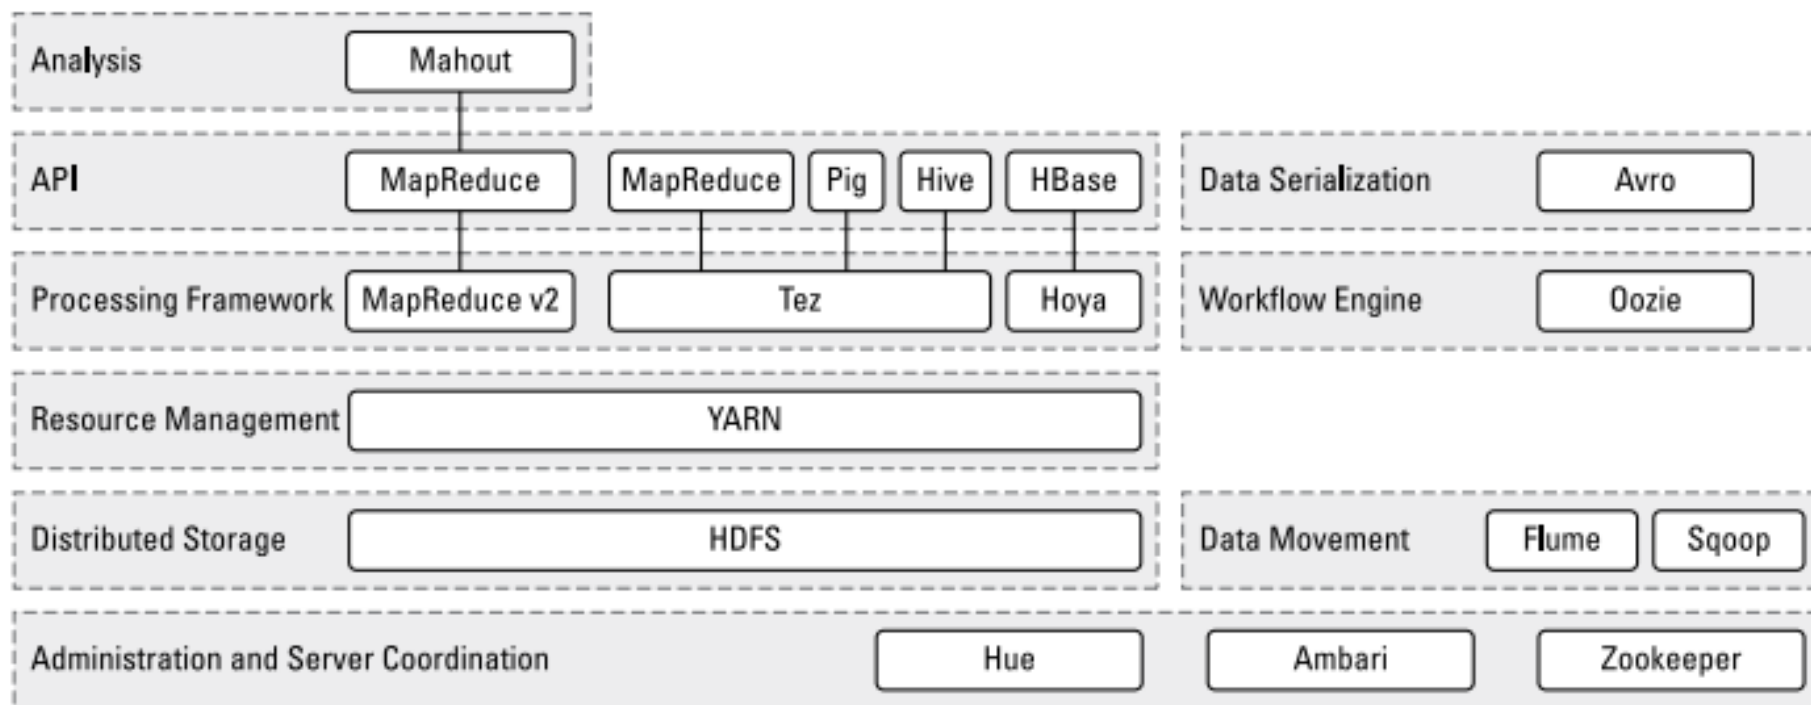 Analysis Mahout
API MapReduce MapReduce Pig Hive HBase Data Serialization Avro
Processing Framework MapReduce v2 Tez Hoya Workflow Engine Oozie
Resource Management YARN
Distributed Storage HDFS Data Movement Flume Sqoop
Administration and Server Coordination Hue Ambari Zookeeper